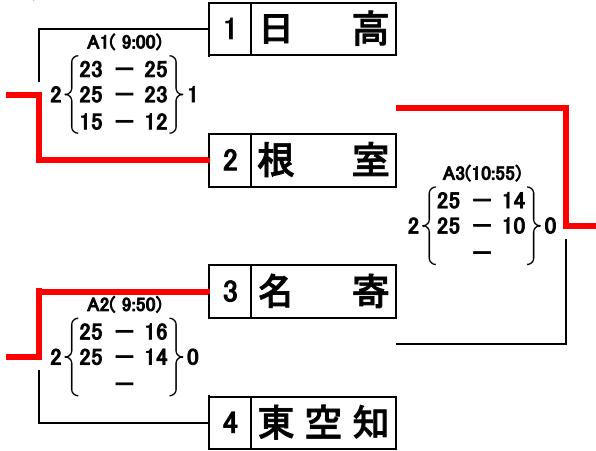 1 日 高
A1( 9:00)
23 ー 25
2 25 ー 23 1
15 ー 12
2 根 室
A3(10:55)
25 ー 14
2 25 ー 10 0
ー
3 名 寄
A2( 9:50)
25 ー 16
2 25 ー 14 0
ー
4 東 空 知